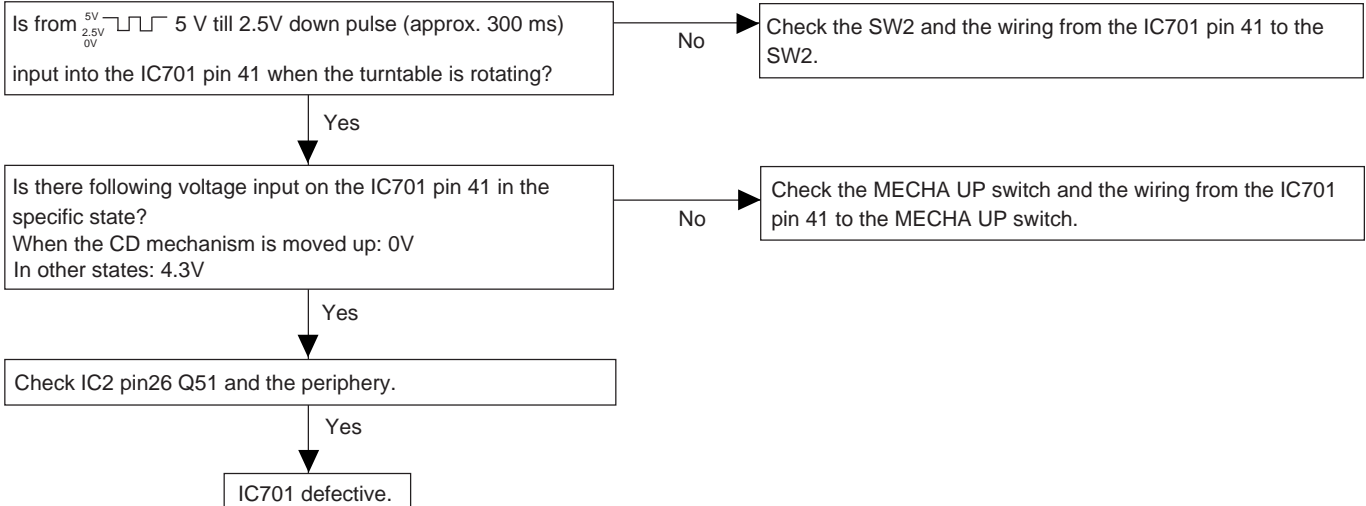 Is from 5V 2.5V 0V 5 V till 2.5V down pulse (approx. 300 ms)
input into the IC701 pin 41 when the turntable is rotating?
No
Check the SW2 and the wiring from the IC701 pin 41 to the
SW2.
Yes
Is there following voltage input on the IC701 pin 41 in the
specific state?
When the CD mechanism is moved up: 0V
In other states: 4.3V
No
Check the MECHA UP switch and the wiring from the IC701
pin 41 to the MECHA UP switch.
Yes
Check IC2 pin26 Q51 and the periphery.
Yes
IC701 defective.